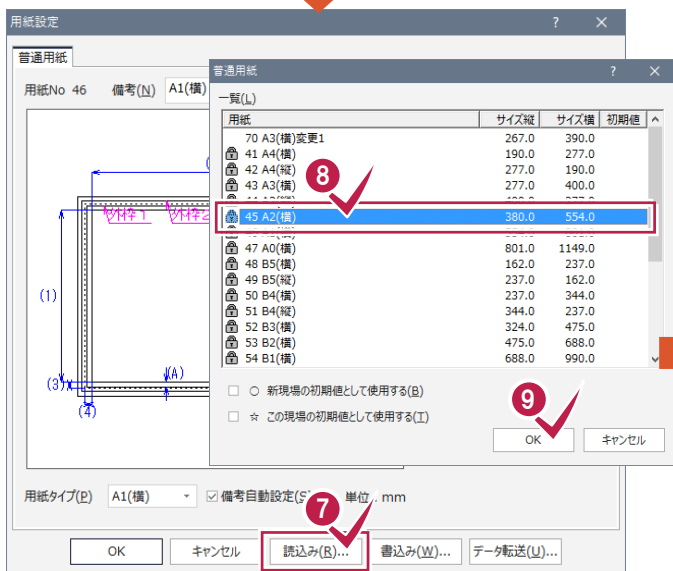 用紙設定 ? ×
普通用紙
用紙No 46 備考(N) A1(横)
外枠1 外枠2
(1)
(3)
(4)
(A)
用紙タイプ(P) A1(横) 備考自動設定(S) 単位: mm
7
OK キャンセル 読込み(R)... 書込み(W)... データ転送(U)...
普通用紙 ? ×
一覧(L)
用紙 サイズ縦 サイズ横 初期値
70 A3(横)変更1 267.0 390.0
41 A4(横) 190.0 277.0
42 A4(縦) 277.0 190.0
43 A3(横) 277.0 400.0
8
45 A2(横) 380.0 554.0
47 A0(横) 801.0 1149.0
48 B5(横) 162.0 237.0
49 B5(縦) 237.0 162.0
50 B4(横) 237.0 344.0
51 B4(縦) 344.0 237.0
52 B3(横) 324.0 475.0
53 B2(横) 475.0 688.0
54 B1(横) 688.0 990.0
○ 新現場の初期値として使用する(B)
☆ この現場の初期値として使用する(T)
9
OK キャンセル